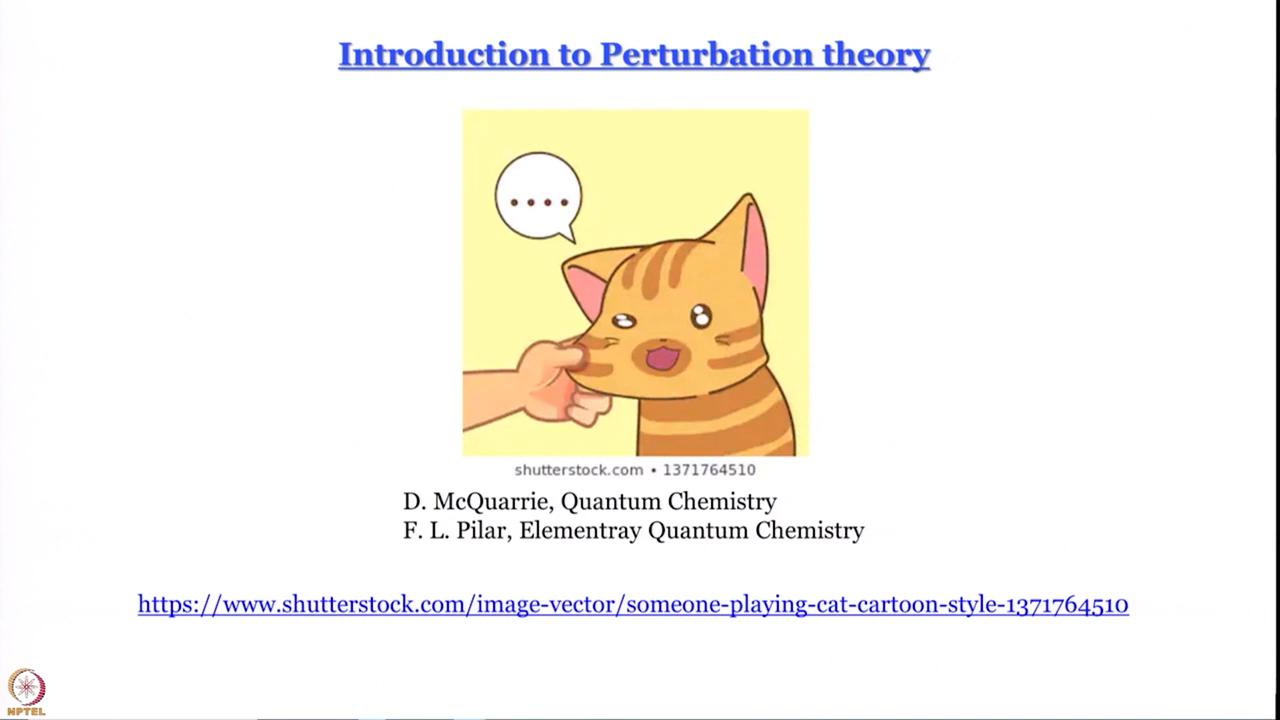 Introduction to Perturbation theory
....
shutterstock.com • 1371764510
D. McQuarrie, Quantum Chemistry
F. L. Pilar, Elementray Quantum Chemistry
https://www.shutterstock.com/image-vector/someone-playing-cat-cartoon-style-1371764510
NPTEL